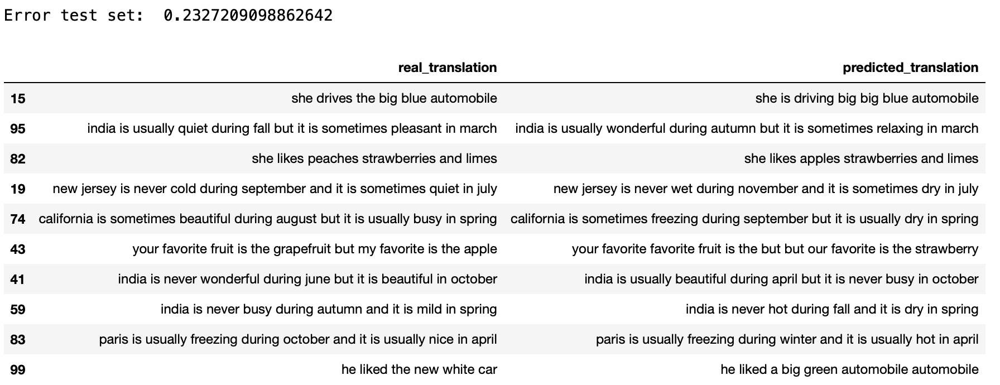 Error test set:  0.2327209098862642
real_translation predicted_translation
15 she drives the big blue automobile she is driving big big blue automobile
95 india is usually quiet during fall but it is sometimes pleasant in march india is usually wonderful during autumn but it is sometimes relaxing in march
82 she likes peaches strawberries and limes she likes apples strawberries and limes
19 new jersey is never cold during september and it is sometimes quiet in july new jersey is never wet during november and it is sometimes dry in july
74 california is sometimes beautiful during august but it is usually busy in spring california is sometimes freezing during september but it is usually dry in spring
43 your favorite fruit is the grapefruit but my favorite is the apple your favorite favorite fruit is the but but our favorite is the strawberry
41 india is never wonderful during june but it is beautiful in october india is usually beautiful during april but it is never busy in october
59 india is never busy during autumn and it is mild in spring india is never hot during fall and it is dry in spring
83 paris is usually freezing during october and it is usually nice in april paris is usually freezing during winter and it is usually hot in april
99 he liked the new white car he liked a big green automobile automobile